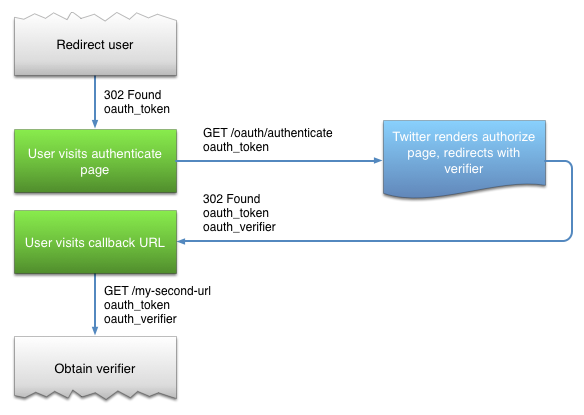 Redirect user
302 Found
oauth_token
User visits authenticate
page
GET /oauth/authenticate
oauth_token
Twitter renders authorize
page, redirects with
verifier
302 Found
oauth_token
oauth_verifier
User visits callback URL
GET /my-second-url
oauth_token
oauth_verifier
Obtain verifier